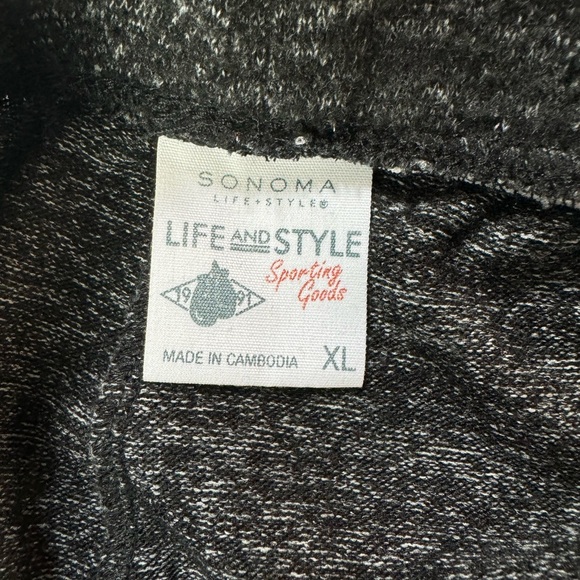 SONOMA
LIFE+STYLE®
LIFE AND STYLE
Sporting
Goods
19 91
MADE IN CAMBODIA XL